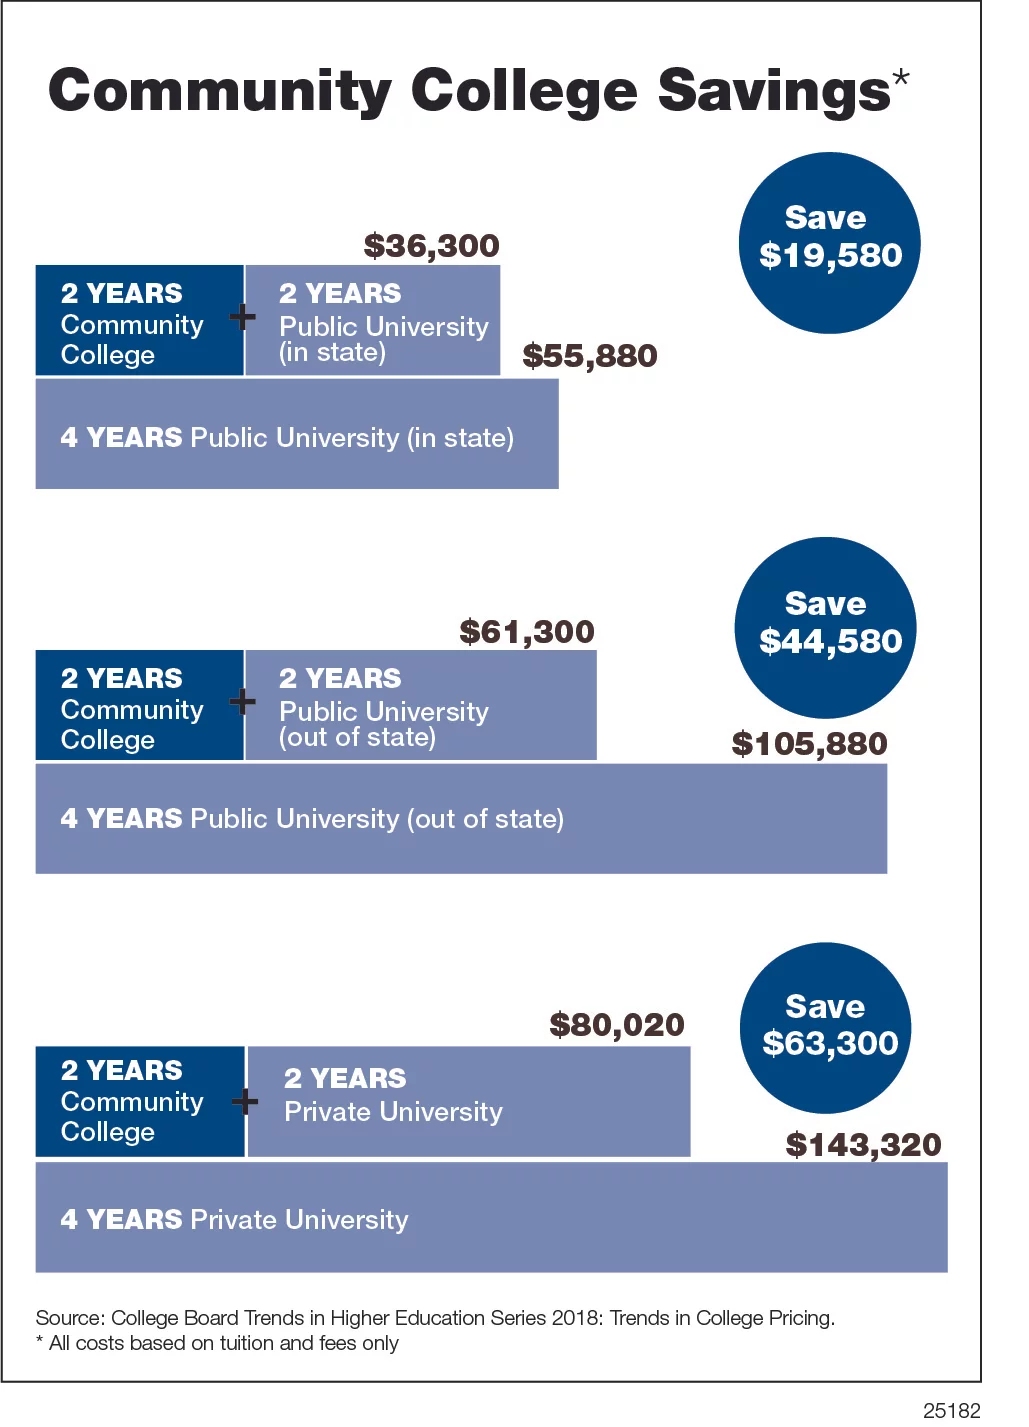 Community College Savings*
Save
$19,580
$36,300
2 YEARS
Community
College
+
2 YEARS
Public University
(in state)
$55,880
4 YEARS Public University (in state)
Save
$44,580
$61,300
2 YEARS
Community
College
+
2 YEARS
Public University
(out of state)
$105,880
4 YEARS Public University (out of state)
Save
$63,300
$80,020
2 YEARS
Community
College
+
2 YEARS
Private University
$143,320
4 YEARS Private University
Source: College Board Trends in Higher Education Series 2018: Trends in College Pricing.
* All costs based on tuition and fees only
25182